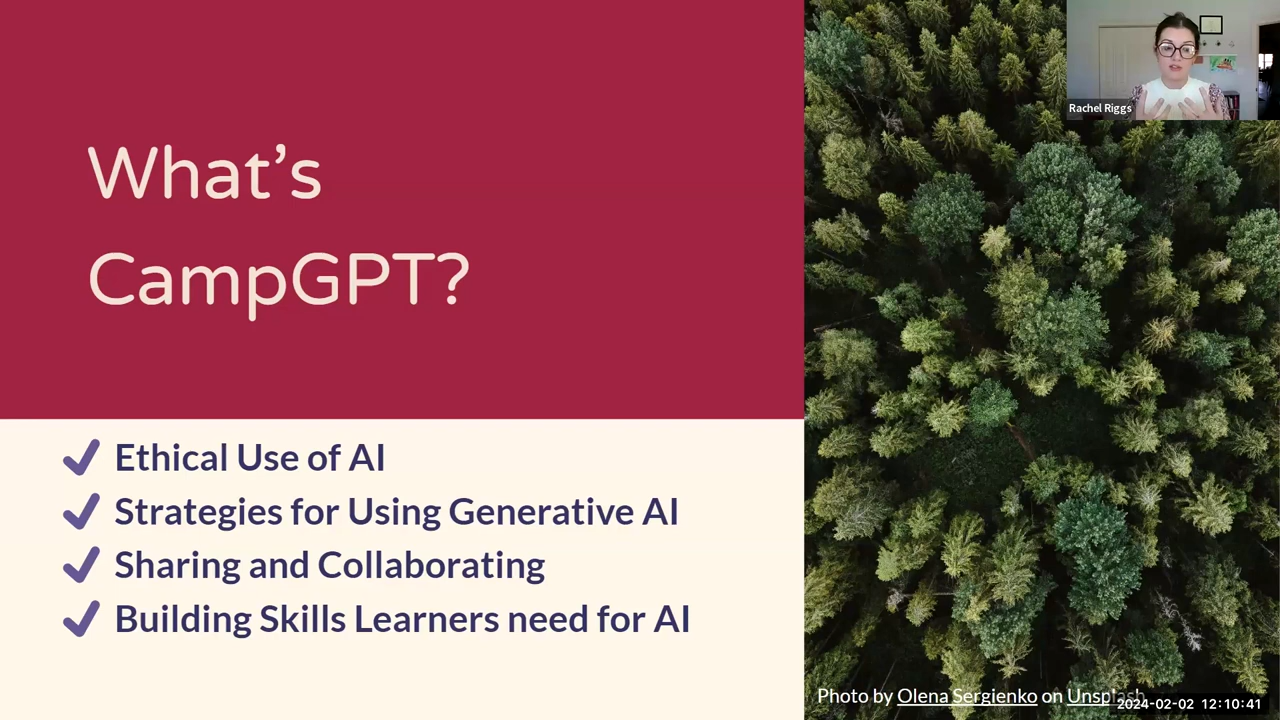 What's
CampGPT?
Ethical Use of AI
Strategies for Using Generative AI
Sharing and Collaborating
Building Skills Learners need for AI
Rachel Riggs
Photo by Olena Sergienko on Unsplash
2024-02-02 12:10:41